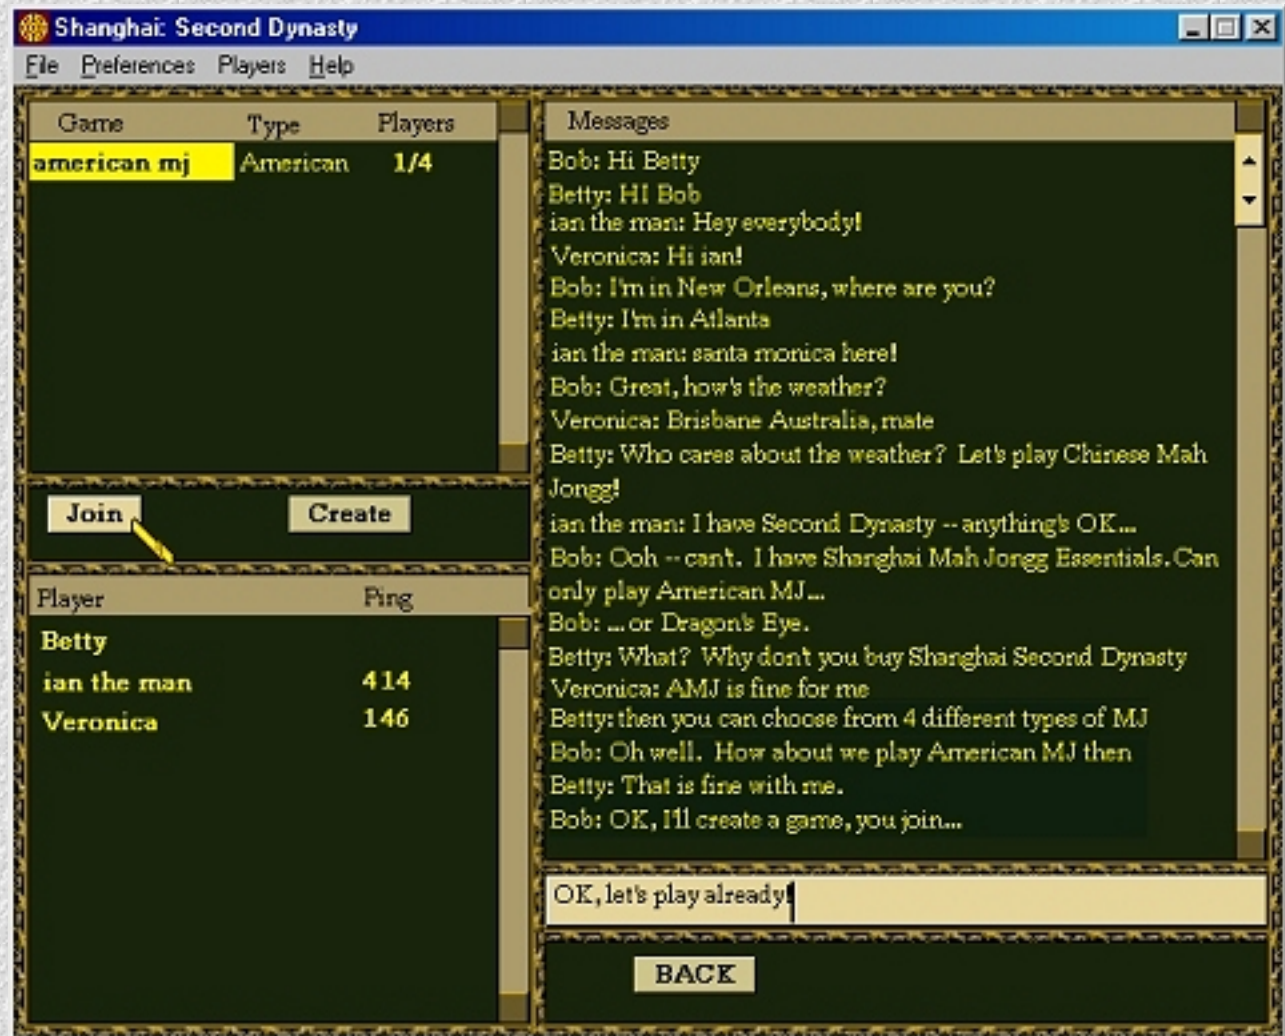 Shanghai: Second Dynasty
File Preferences Players Help
Game Type Players
american mj American 1/4
Join Create
Player Ping
Betty
ian the man 414
Veronica 146
Messages
Bob: Hi Betty
Betty: HI Bob
ian the man: Hey everybody!
Veronica: Hi ian!
Bob: I'm in New Orleans, where are you?
Betty: I'm in Atlanta
ian the man: santa monica here!
Bob: Great, how's the weather?
Veronica: Brisbane Australia, mate
Betty: Who cares about the weather? Let's play Chinese Mah
Jongg!
ian the man: I have Second Dynasty -- anything's OK...
Bob: Ooh -- can't. I have Shanghai Mah Jongg Essentials. Can
only play American MJ...
Bob: ... or Dragon's Eye.
Betty: What? Why don't you buy Shanghai Second Dynasty
Veronica: AMJ is fine for me
Betty: then you can choose from 4 different types of MJ
Bob: Oh well. How about we play American MJ then
Betty: That is fine with me.
Bob: OK, I'll create a game, you join...
OK, let's play already!
BACK